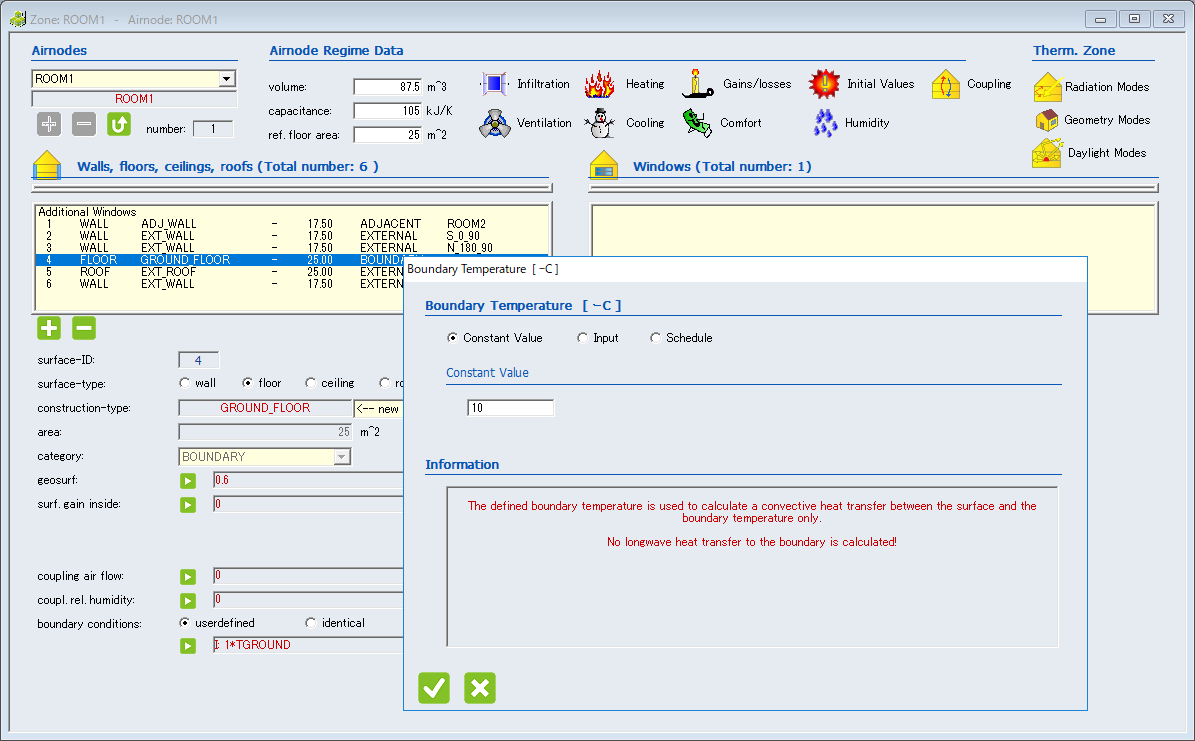 Zone: ROOM1 - Airnode: ROOM1
Airnodes
Airnode Regime Data
Therm. Zone
ROOM1
ROOM1
number: 1
volume: 87.5 m^3
capacitance: 105 kJ/K
ref. floor area: 25 m^2
Infiltration
Heating
Gains/losses
Initial Values
Coupling
Ventilation
Cooling
Comfort
Humidity
Radiation Modes
Geometry Modes
Daylight Modes
Walls, floors, ceilings, roofs (Total number: 6 )
Windows (Total number: 1)
Additional Windows
1 WALL ADJ_WALL - 17.50 ADJACENT ROOM2
2 WALL EXT_WALL - 17.50 EXTERNAL S_0_90
3 WALL EXT_WALL - 17.50 EXTERNAL N_180_90
4 FLOOR GROUND_FLOOR - 25.00 BOUNDARY
5 ROOF EXT_ROOF - 25.00 EXTERN
6 WALL EXT_WALL - 17.50 EXTERN
surface-ID: 4
surface-type: wall floor ceiling ro
construction-type: GROUND_FLOOR <-- new
area: 25 m^2
category: BOUNDARY
geosurf: 0.6
surf. gain inside: 0
coupling air flow: 0
coupl. rel. humidity: 0
boundary conditions: userdefined identical
I: 1*TGROUND
Boundary Temperature [ ｰC ]
Boundary Temperature [ ｰC ]
Constant Value Input Schedule
Constant Value
10
Information
The defined boundary temperature is used to calculate a convective heat transfer between the surface and the
boundary temperature only.
No longwave heat transfer to the boundary is calculated!